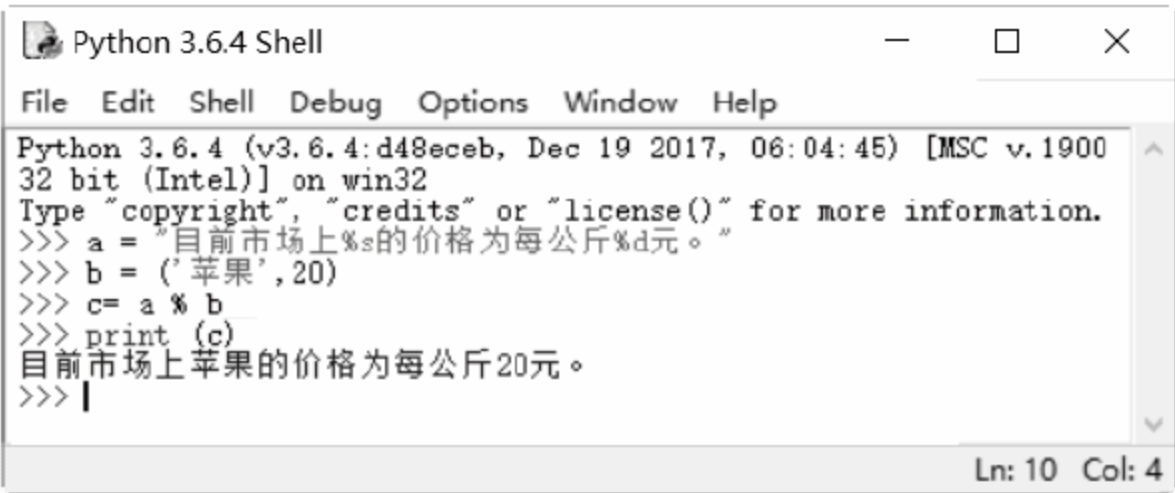 Python 3.6.4 Shell
File Edit Shell Debug Options Window Help
Python 3.6.4 (v3.6.4:d48eceb, Dec 19 2017, 06:04:45) [MSC v.1900
32 bit (Intel)] on win32
Type "copyright", "credits" or "license()" for more information.
>>> a = "目前市场上%s的价格为每公斤%d元。"
>>> b = ('苹果',20)
>>> c= a % b
>>> print (c)
目前市场上苹果的价格为每公斤20元。
>>>
Ln: 10 Col: 4